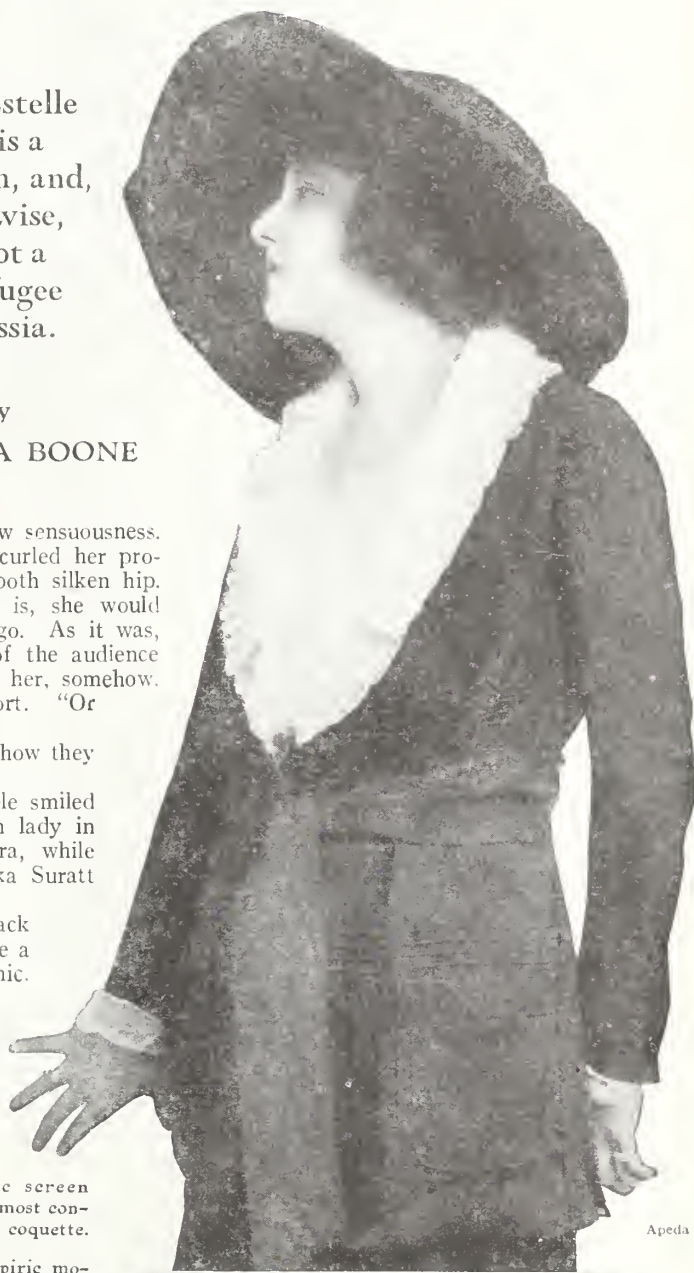 stelle
is a
n, and,
wise,
ot a
ugee
ssia.
y
A BOONE
w sensuousness.
curled her pro-
ooth silken hip.
is, she would
go. As it was,
of the audience
her, somehow.
ort. "Or
how they
le smiled
n lady in
ra, while
ka Suratt
ack
e a
nic.
c screen
most con-
coquette.
piric mo-
Apeda